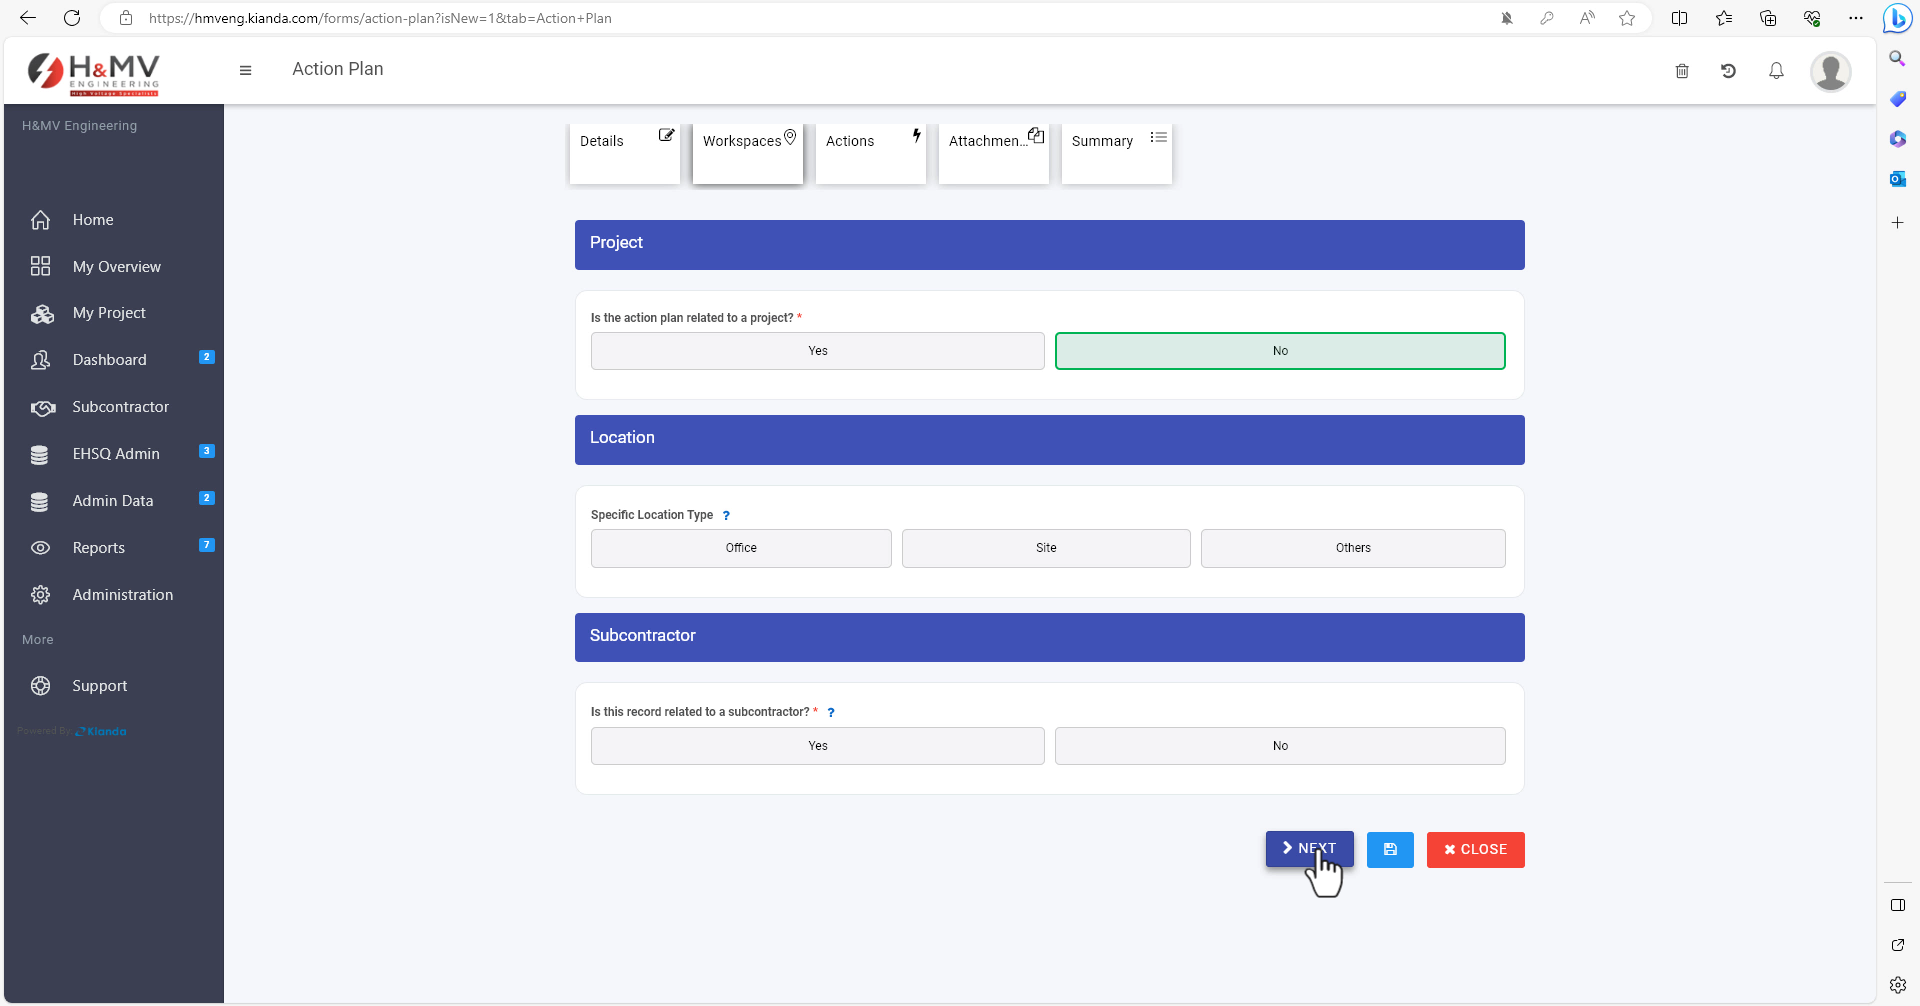 https://hmveng.kianda.com/forms/action-plan?isNew=1&tab=Action+Plan
H&MV
ENGINEERING
High Voltage Specialists
Action Plan
H&MV Engineering
Home
My Overview
My Project
Dashboard 2
Subcontractor
EHSQ Admin 3
Admin Data 2
Reports 7
Administration
More
Support
Powered By: Kianda
Details
Workspaces
Actions
Attachmen...
Summary
Project
Is the action plan related to a project? *
Yes
No
Location
Specific Location Type ?
Office
Site
Others
Subcontractor
Is this record related to a subcontractor? * ?
Yes
No
NEXT
CLOSE